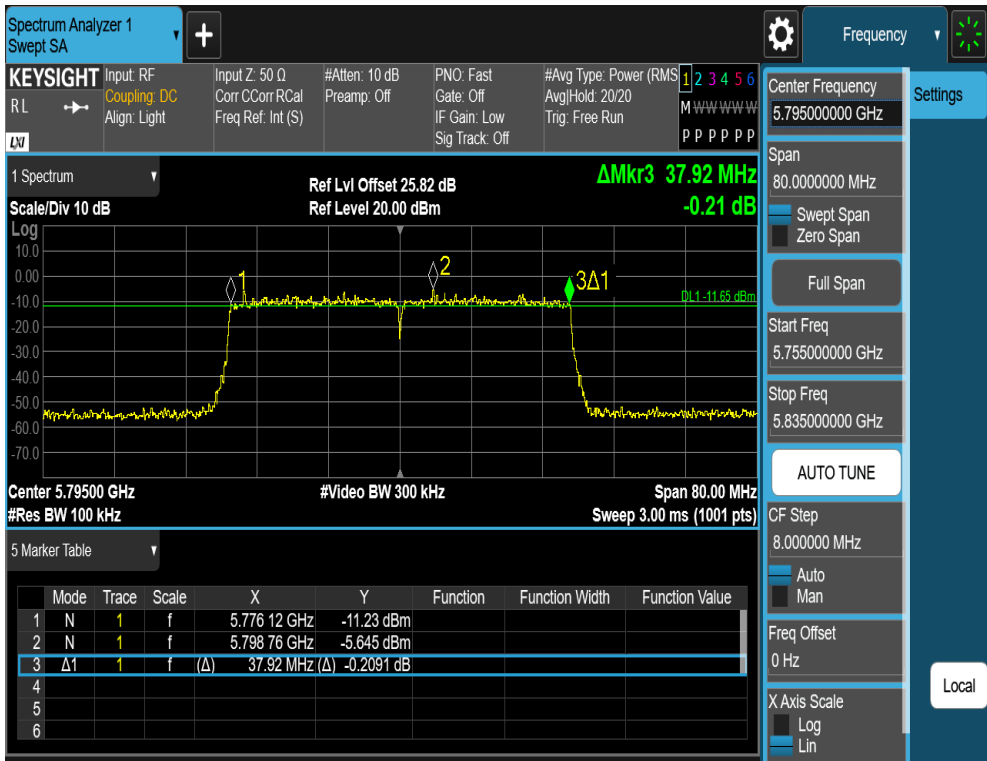 Spectrum Analyzer 1
Swept SA
+
Frequency
KEYSIGHT
RL
LXI
Input: RF
Coupling: DC
Align: Light
Input Z: 50 Ω
Corr CCorr RCal
Freq Ref: Int (S)
#Atten: 10 dB
Preamp: Off
PNO: Fast
Gate: Off
IF Gain: Low
Sig Track: Off
#Avg Type: Power (RMS
Avg|Hold: 20/20
Trig: Free Run
1 2 3 4 5 6
M W W W W W
P P P P P P
1 Spectrum
Scale/Div 10 dB
Ref Lvl Offset 25.82 dB
Ref Level 20.00 dBm
ΔMkr3 37.92 MHz
-0.21 dB
Log
10.0
0.00
-10.0
-20.0
-30.0
-40.0
-50.0
-60.0
-70.0
1
2
3Δ1
DL1 -11.65 dBm
Center 5.79500 GHz
#Res BW 100 kHz
#Video BW 300 kHz
Span 80.00 MHz
Sweep 3.00 ms (1001 pts)
5 Marker Table
Mode Trace Scale X Y Function Function Width Function Value
1 N 1 f 5.776 12 GHz -11.23 dBm
2 N 1 f 5.798 76 GHz -5.645 dBm
3 Δ1 1 f (Δ) 37.92 MHz (Δ) -0.2091 dB
4
5
6
Center Frequency
5.795000000 GHz
Span
80.0000000 MHz
Swept Span
Zero Span
Full Span
Start Freq
5.755000000 GHz
Stop Freq
5.835000000 GHz
AUTO TUNE
CF Step
8.000000 MHz
Auto
Man
Freq Offset
0 Hz
X Axis Scale
Log
Lin
Settings
Local